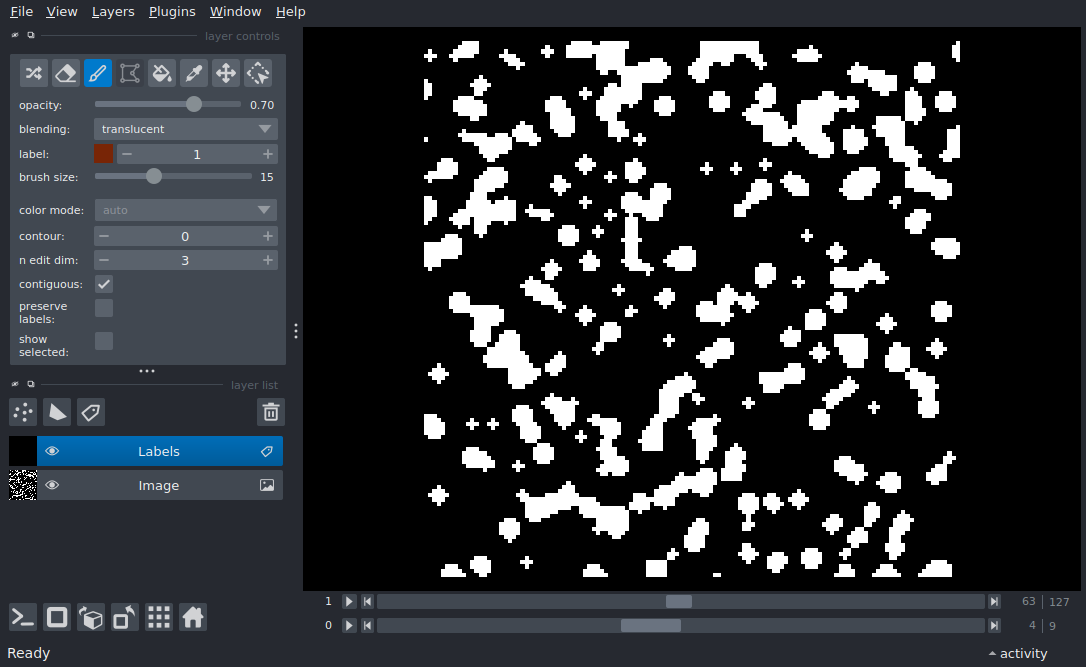 File View Layers Plugins Window Help
layer controls
opacity: 0.70
blending: translucent
label: 1
brush size: 15
color mode: auto
contour: 0
n edit dim: 3
contiguous:
preserve
labels:
show
selected:
layer list
Labels
Image
1 63 127
0 4 9
Ready activity